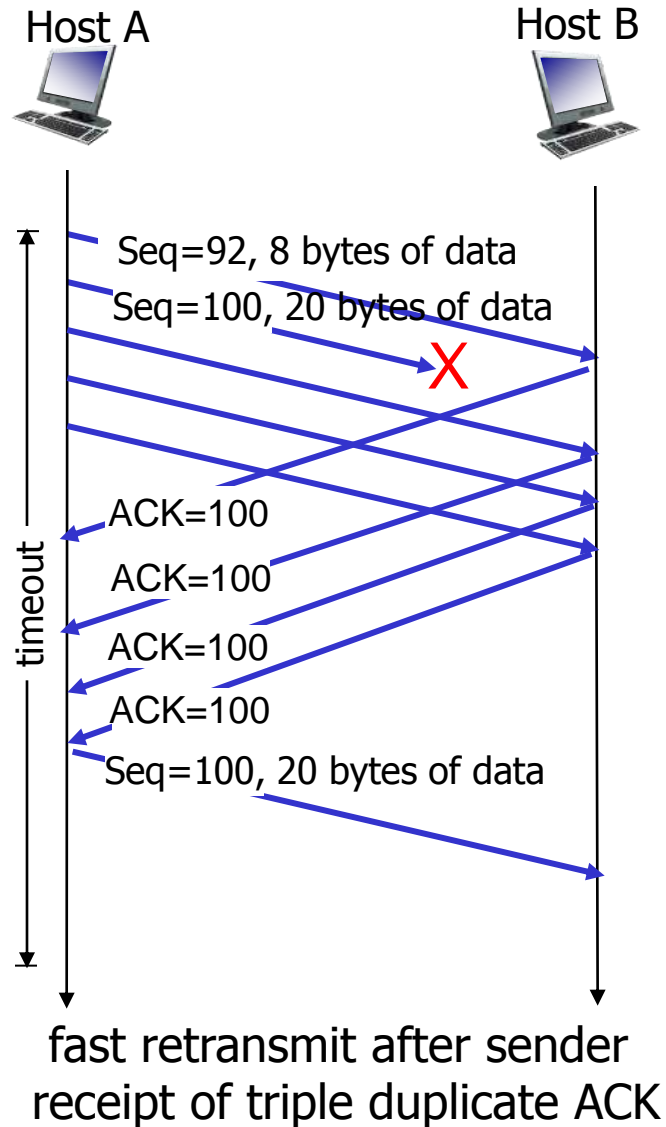 Host A
Host B
Seq=92, 8 bytes of data
Seq=100, 20 bytes of data
X
ACK=100
timeout
ACK=100
ACK=100
ACK=100
Seq=100, 20 bytes of data
fast retransmit after sender
receipt of triple duplicate ACK